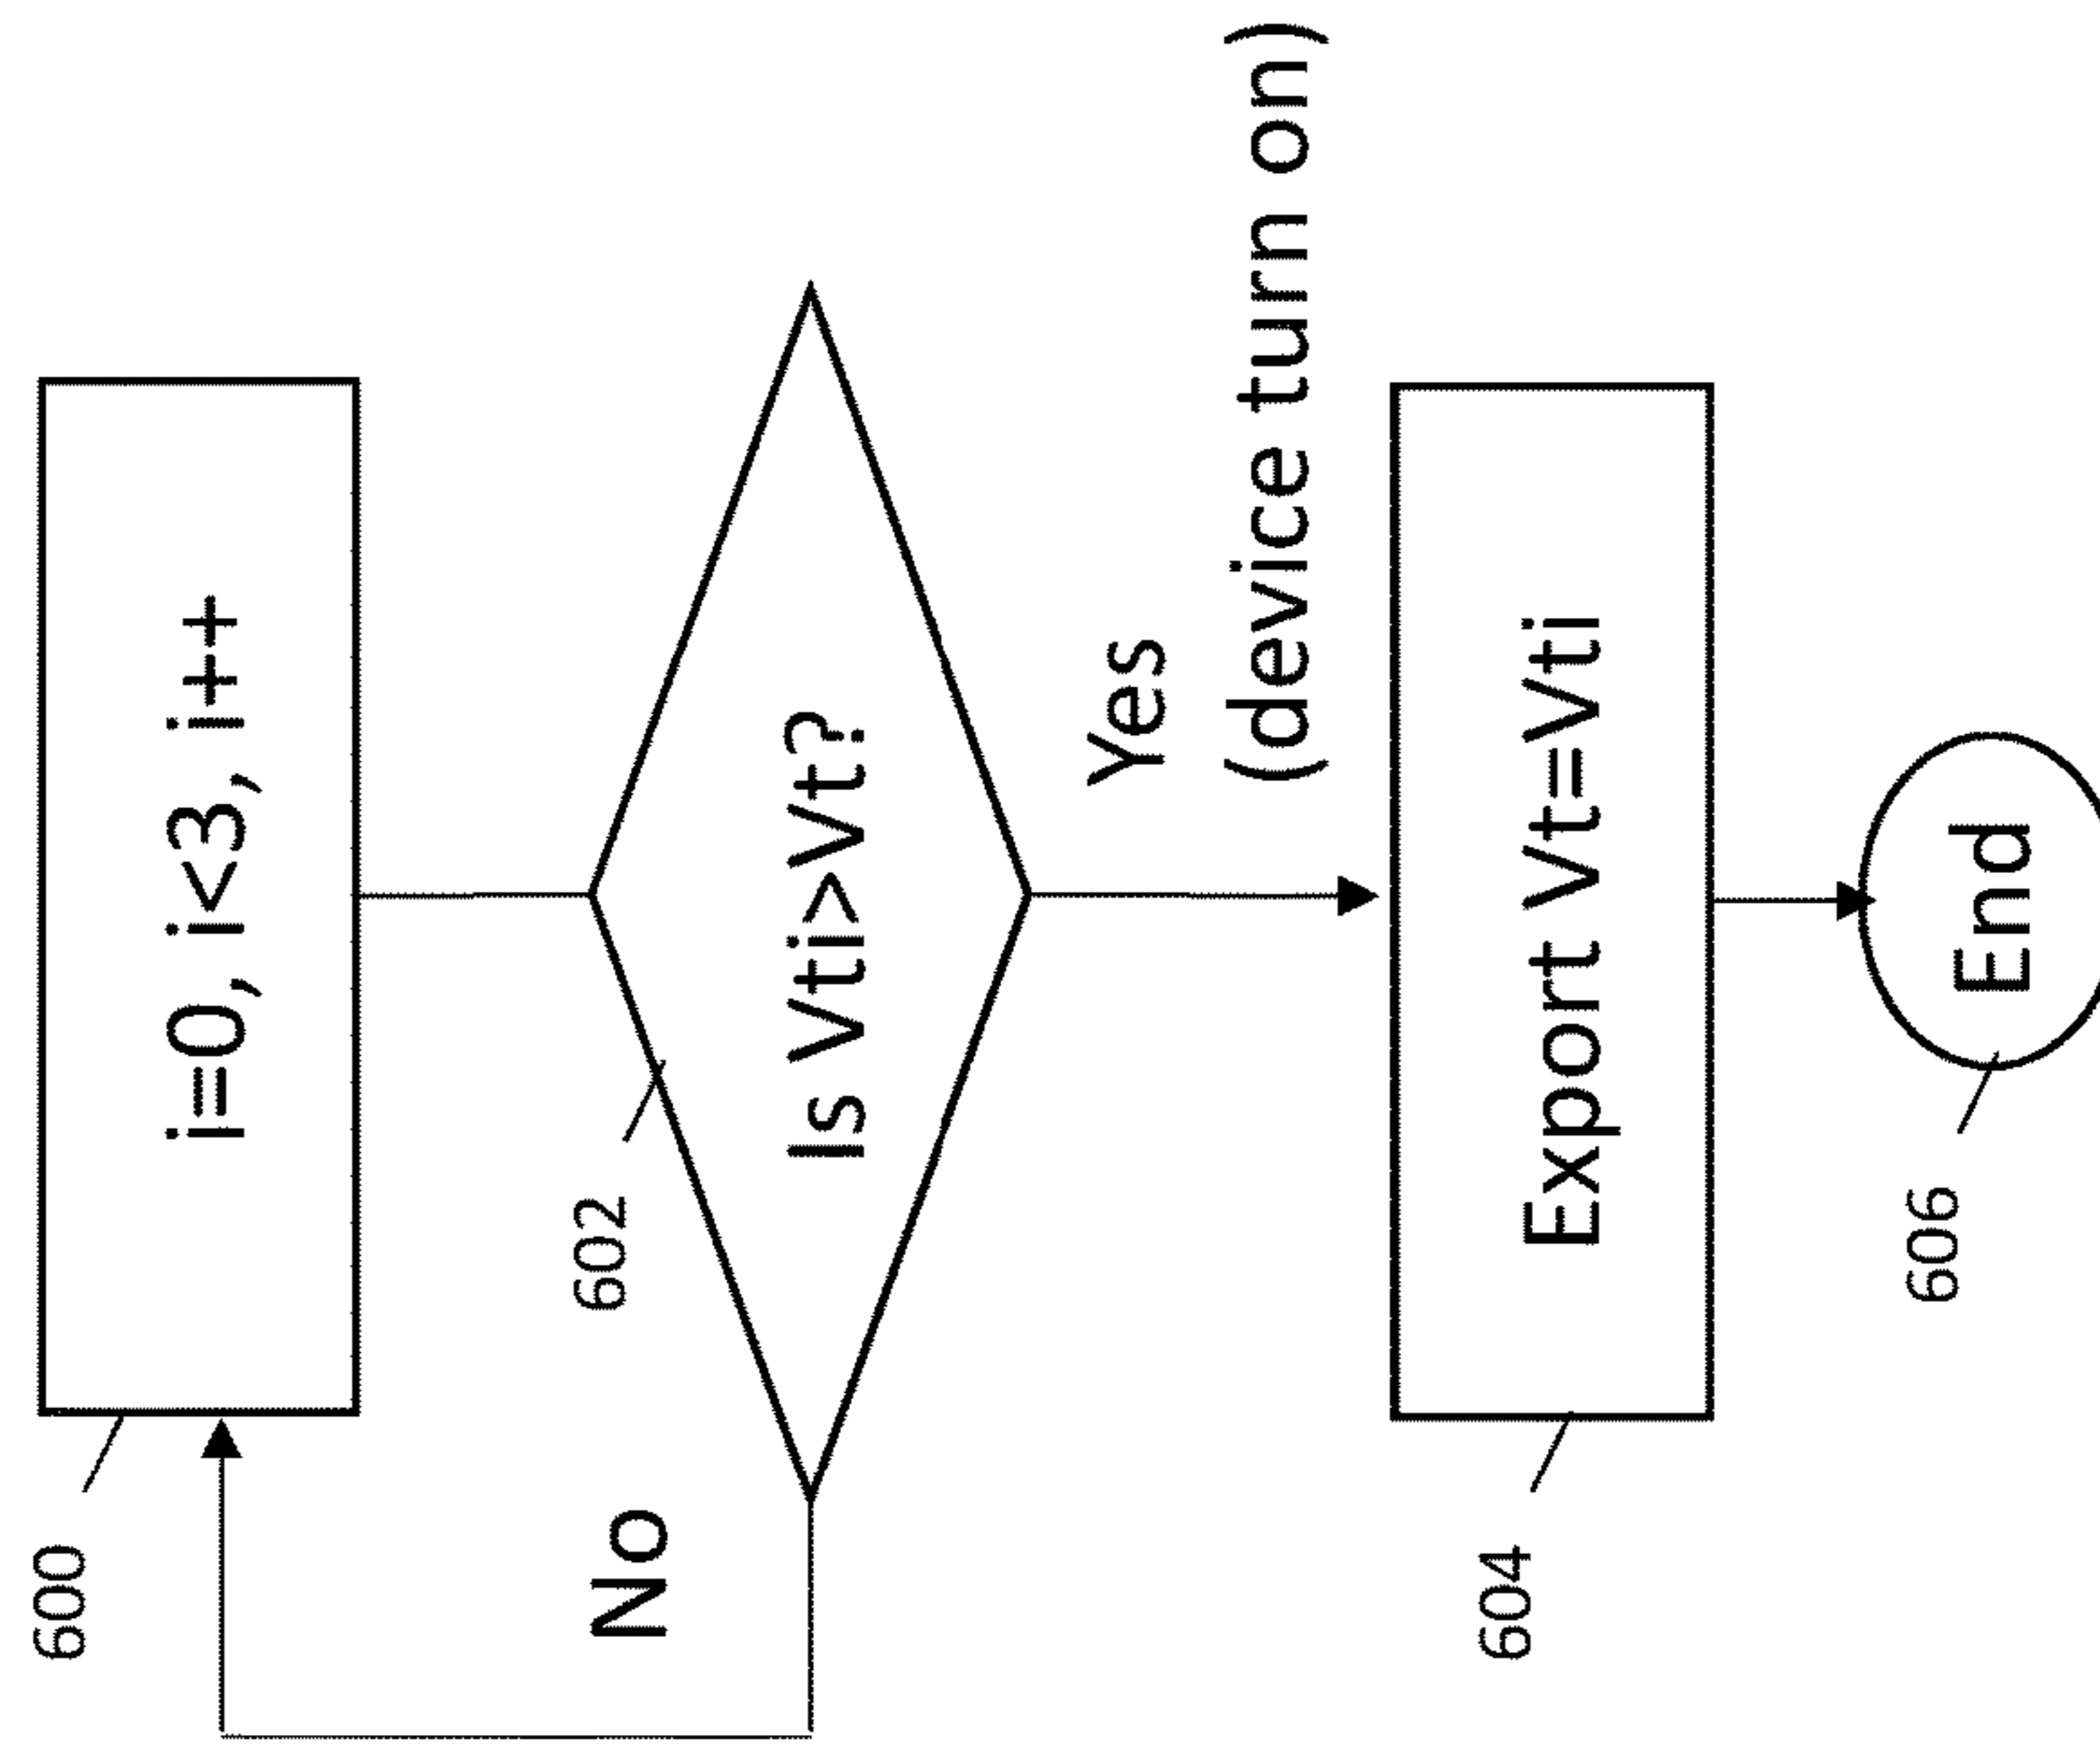 600
i=0, i<3, i++
No
602
Is Vti>Vt?
Yes
(device turn on)
604
Export Vt=Vti
606
End